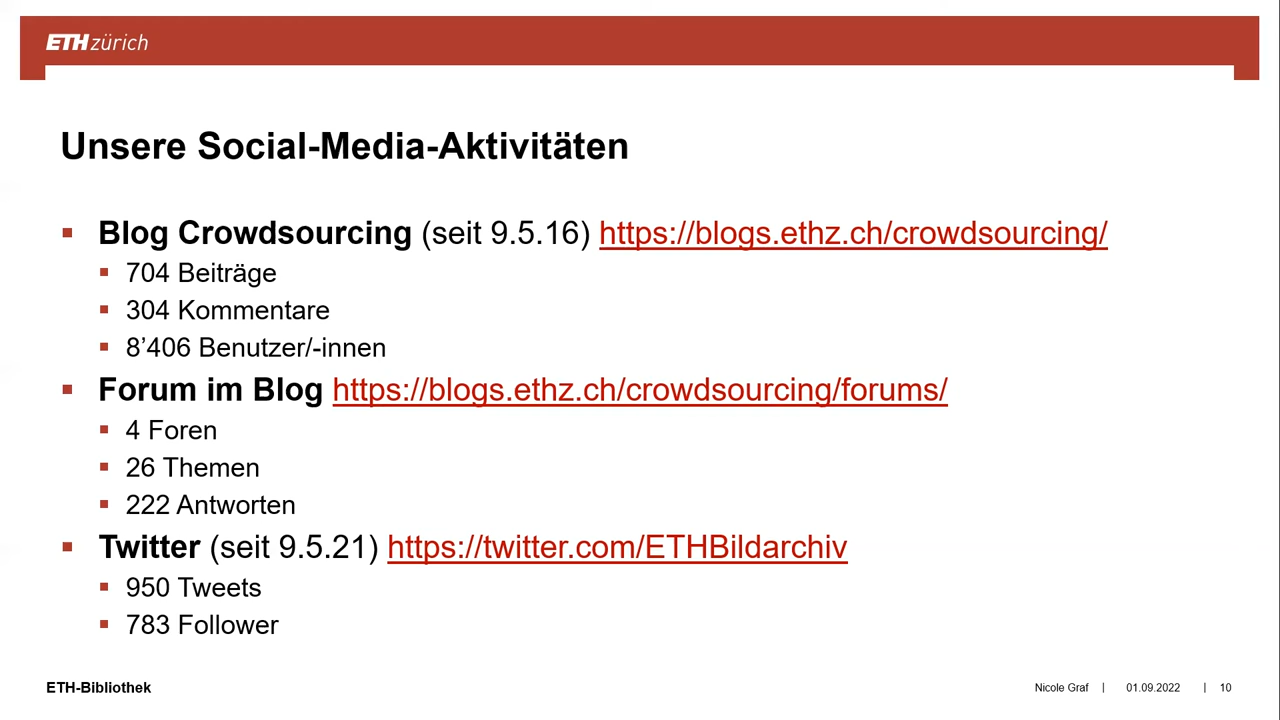 ETH zürich
Unsere Social-Media-Aktivitäten
Blog Crowdsourcing (seit 9.5.16) https://blogs.ethz.ch/crowdsourcing/
704 Beiträge
304 Kommentare
8’406 Benutzer/-innen
Forum im Blog https://blogs.ethz.ch/crowdsourcing/forums/
4 Foren
26 Themen
222 Antworten
Twitter (seit 9.5.21) https://twitter.com/ETHBildarchiv
950 Tweets
783 Follower
ETH-Bibliothek
Nicole Graf | 01.09.2022 | 10